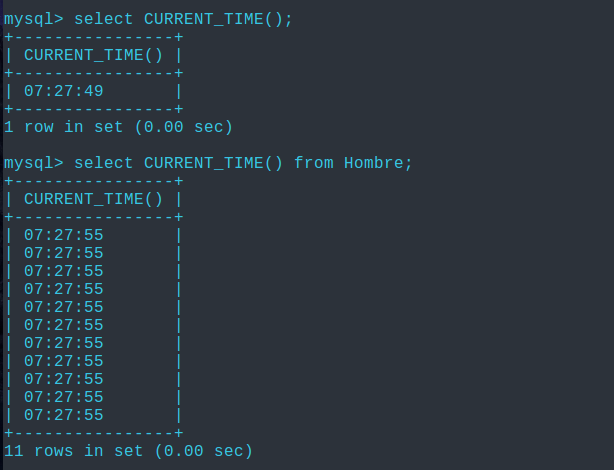 mysql> select CURRENT_TIME();
+----------------+
| CURRENT_TIME() |
+----------------+
| 07:27:49       |
+----------------+
1 row in set (0.00 sec)

mysql> select CURRENT_TIME() from Hombre;
+----------------+
| CURRENT_TIME() |
+----------------+
| 07:27:55       |
| 07:27:55       |
| 07:27:55       |
| 07:27:55       |
| 07:27:55       |
| 07:27:55       |
| 07:27:55       |
| 07:27:55       |
| 07:27:55       |
| 07:27:55       |
| 07:27:55       |
+----------------+
11 rows in set (0.00 sec)